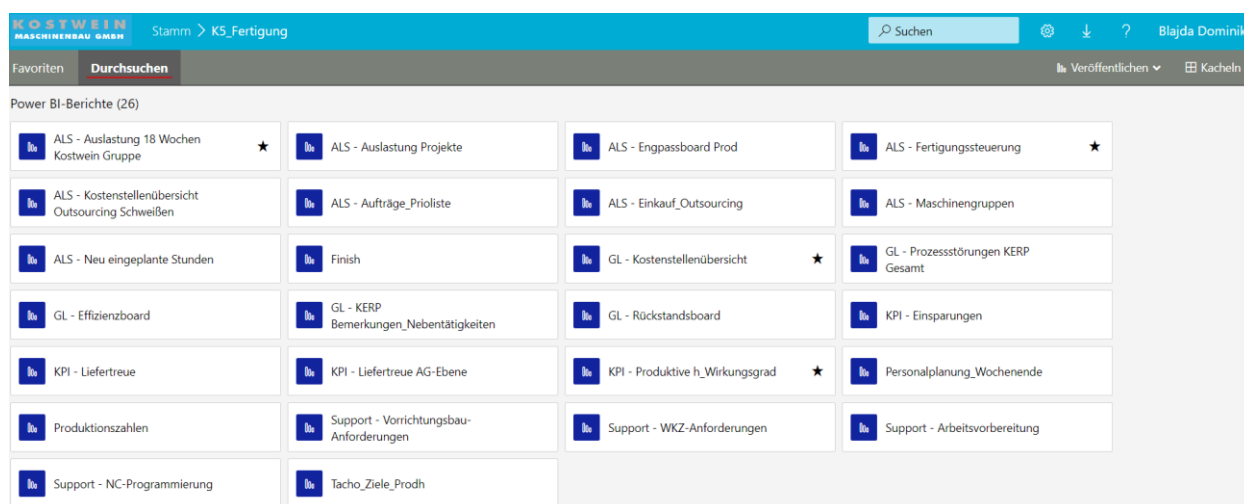 KOSTWEIN
MASCHINENBAU GMBH
Stamm > K5_Fertigung
Suchen
?
Blajda Dominik
Favoriten
Durchsuchen
Veröffentlichen
Kacheln
Power BI-Berichte (26)
ALS - Auslastung 18 Wochen
Kostwein Gruppe
ALS - Auslastung Projekte
ALS - Engpassboard Prod
ALS - Fertigungssteuerung
ALS - Kostenstellenübersicht
Outsourcing Schweißen
ALS - Aufträge_Prioliste
ALS - Einkauf_Outsourcing
ALS - Maschinengruppen
ALS - Neu eingeplante Stunden
Finish
GL - Kostenstellenübersicht
GL - Prozessstörungen KERP
Gesamt
GL - Effizienzboard
GL - KERP
Bemerkungen_Nebentätigkeiten
GL - Rückstandsboard
KPI - Einsparungen
KPI - Liefertreue
KPI - Liefertreue AG-Ebene
KPI - Produktive h_Wirkungsgrad
Personalplanung_Wochenende
Produktionszahlen
Support - Vorrichtungsbau-
Anforderungen
Support - WKZ-Anforderungen
Support - Arbeitsvorbereitung
Support - NC-Programmierung
Tacho_Ziele_Prodh